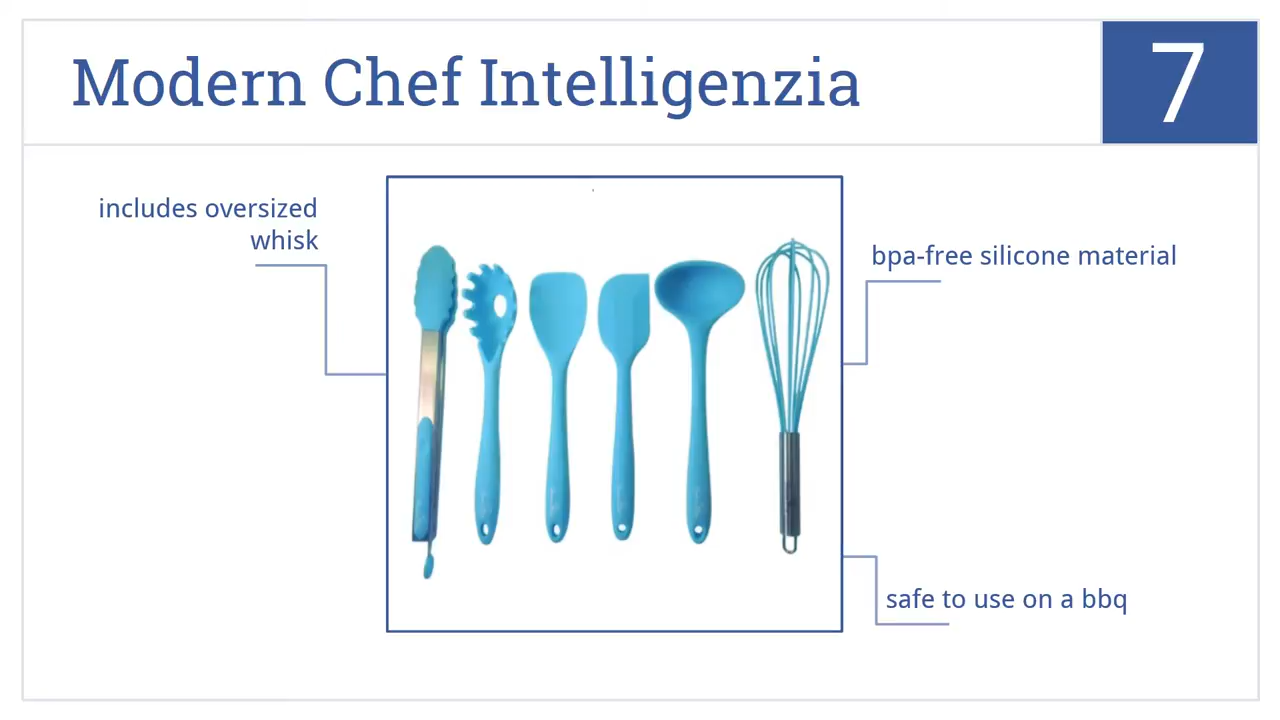 Modern Chef Intelligenzia
7
includes oversized
whisk
bpa-free silicone material
safe to use on a bbq